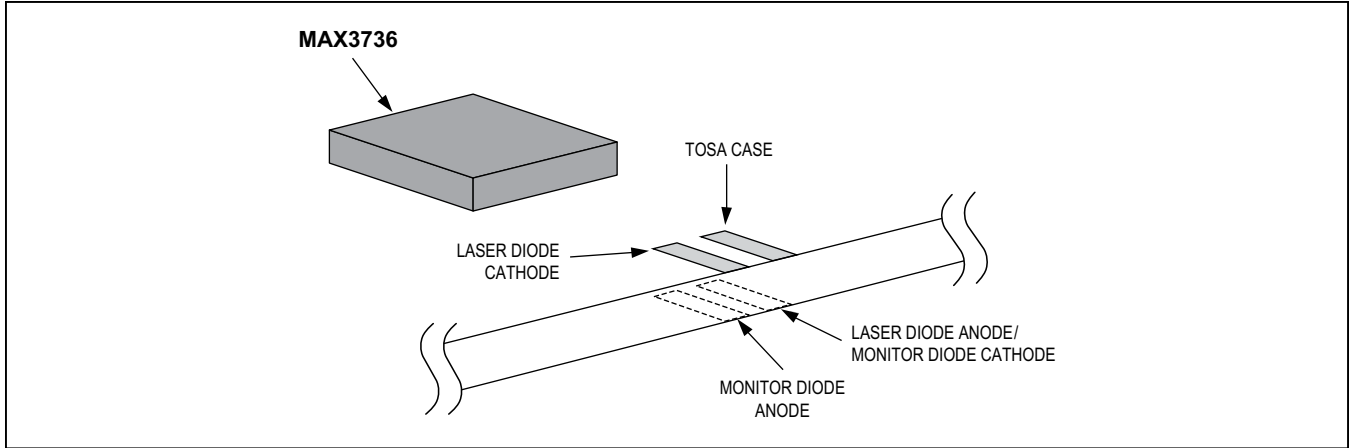 MAX3736
TOSA CASE
LASER DIODE
CATHODE
LASER DIODE ANODE/
MONITOR DIODE CATHODE
MONITOR DIODE
ANODE